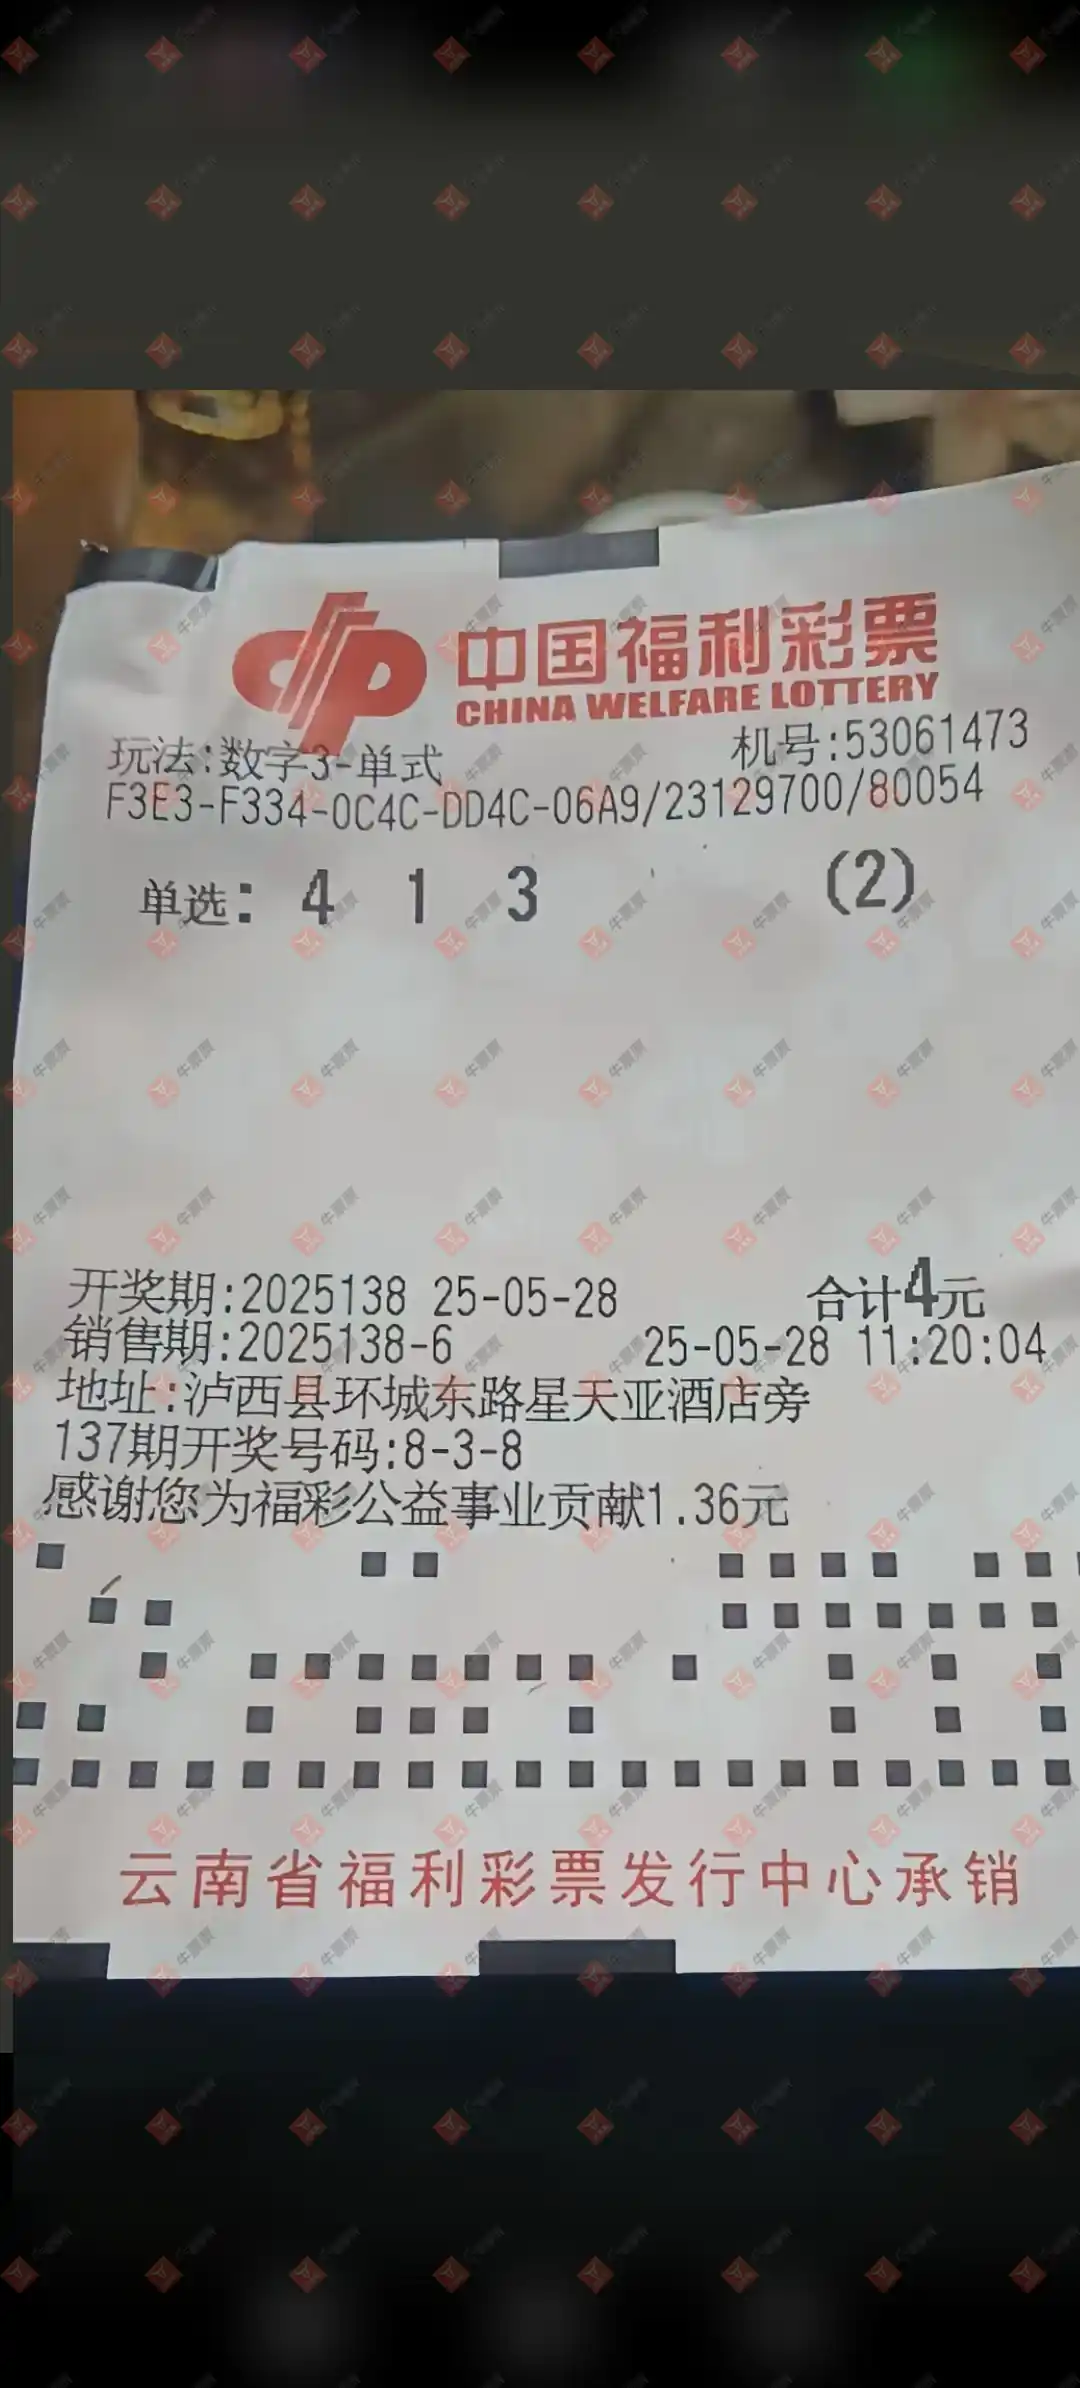 中国福利彩票
CHINA WELFARE LOTTERY
玩法:数字3-单式 机号:53061473
F3E3-F334-0C4C-DD4C-06A9/23129700/80054
单选: 4 1 3 (2)
开奖期:2025138 25-05-28 合计4元
销售期:2025138-6 25-05-28 11:20:04
地址:泸西县环城东路星天亚酒店旁
137期开奖号码:8-3-8
感谢您为福彩公益事业贡献1.36元
云南省福利彩票发行中心承销
牛票票